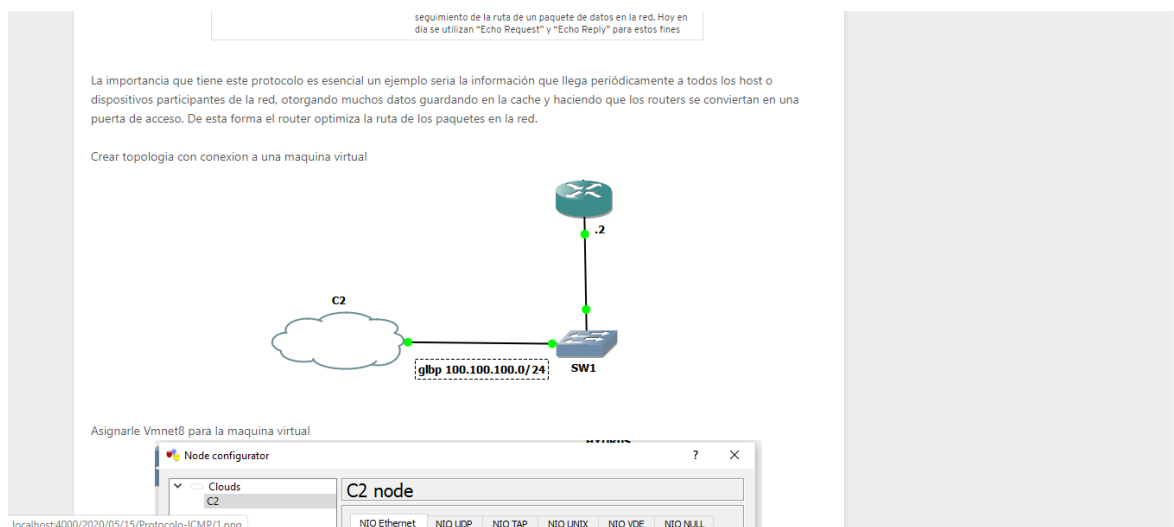 seguimiento de la ruta de un paquete de datos en la red. Hoy en
día se utilizan “Echo Request” y “Echo Reply” para estos fines
La importancia que tiene este protocolo es esencial un ejemplo seria la información que llega periódicamente a todos los host o
dispositivos participantes de la red, otorgando muchos datos guardando en la cache y haciendo que los routers se conviertan en una
puerta de acceso. De esta forma el router optimiza la ruta de los paquetes en la red.
Crear topologia con conexion a una maquina virtual
.2
C2
glbp 100.100.100.0/24
SW1
Asignarle Vmnet8 para la maquina virtual
Node configurator
Clouds
C2
C2 node
NIO Ethernet NIO UDP NIO TAP NIO UNIX NIO VDE NIO NULL
localhost:4000/2020/05/15/Protocolo-ICMP/1.png